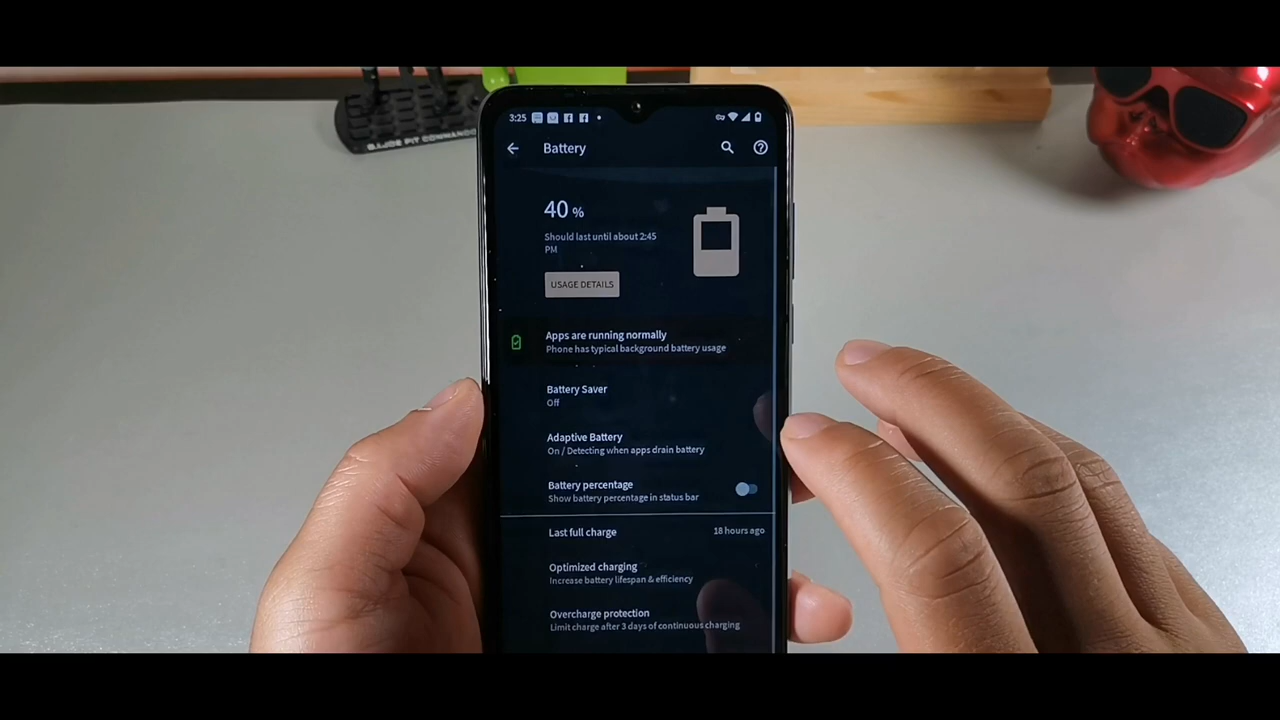 G.I.JOE PIT COMMANDO
3:25
Battery
40 %
Should last until about 2:45
PM
USAGE DETAILS
Apps are running normally
Phone has typical background battery usage
Battery Saver
Off
Adaptive Battery
On / Detecting when apps drain battery
Battery percentage
Show battery percentage in status bar
Last full charge
18 hours ago
Optimized charging
Increase battery lifespan & efficiency
Overcharge protection
Limit charge after 3 days of continuous charging